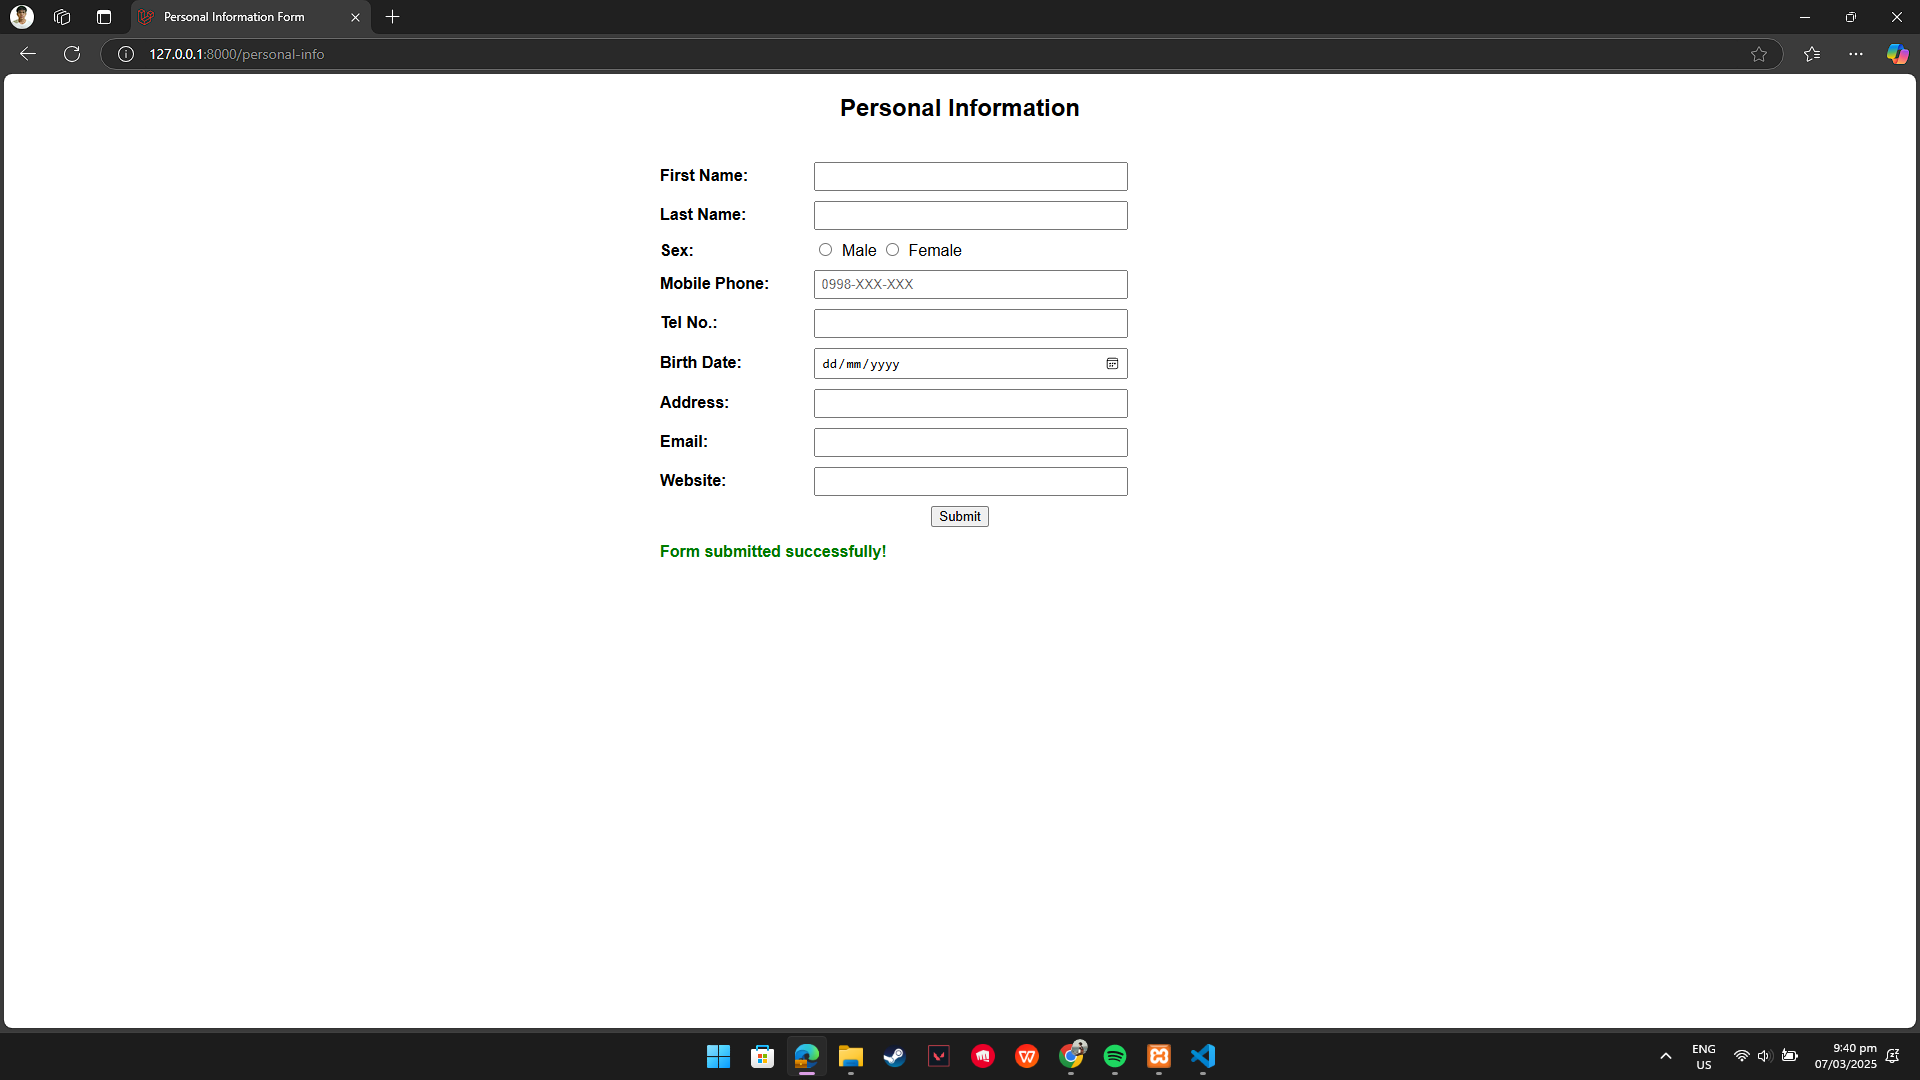 Personal Information Form
127.0.0.1:8000/personal-info
Personal Information
First Name:
Last Name:
Sex: Male Female
Mobile Phone: 0998-XXX-XXX
Tel No.:
Birth Date: dd/mm/yyyy
Address:
Email:
Website:
Submit
Form submitted successfully!
ENG
US
9:40 pm
07/03/2025